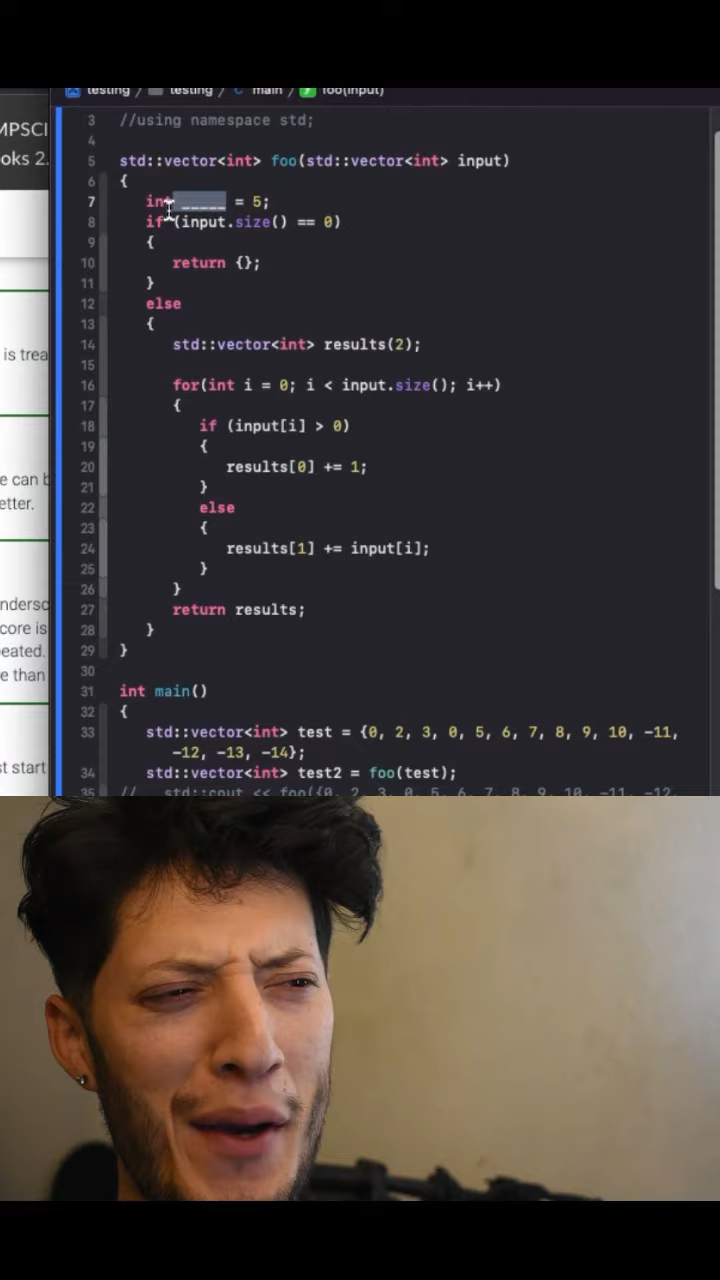 testing / testing / C main / foo(input)
MPSCI
3 //using namespace std;
ooks 2.
4
5 std::vector<int> foo(std::vector<int> input)
6 {
7 int _____ = 5;
8 if (input.size() == 0)
9 {
10 return {};
11 }
12 else
13 {
14 std::vector<int> results(2);
is trea
15
16 for(int i = 0; i < input.size(); i++)
17 {
18 if (input[i] > 0)
19 {
20 results[0] += 1;
e can b
21 }
etter.
22 else
23 {
24 results[1] += input[i];
25 }
26 }
ndersc
27 return results;
core is
28 }
eated.
29 }
e than
30
31 int main()
32 {
33 std::vector<int> test = {0, 2, 3, 0, 5, 6, 7, 8, 9, 10, -11,
-12, -13, -14};
st start
34 std::vector<int> test2 = foo(test);
35 // std::cout << foo({0, 2, 3, 0, 5, 6, 7, 8, 9, 10, -11, -12,